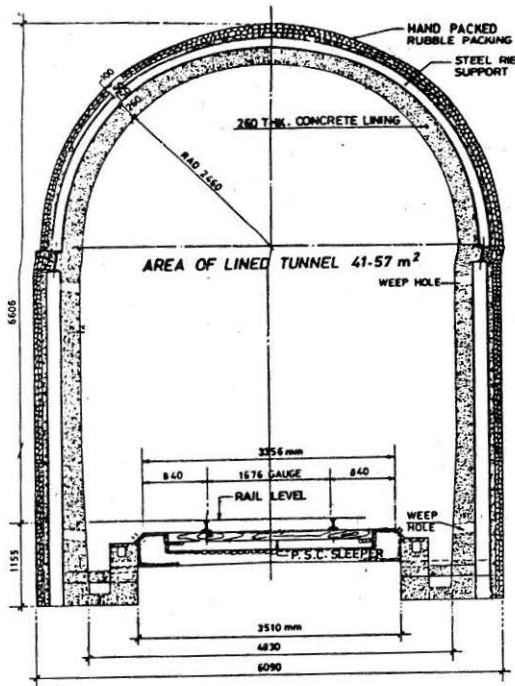 HAND PACKED
RUBBLE PACKING
STEEL RIB
SUPPORT
100
260
260 THK. CONCRETE LINING
RAD 2460
AREA OF LINED TUNNEL 41-57 m²
WEEP HOLE
6606
3356 mm
840 1676 GAUGE 840
RAIL LEVEL
WEEP
HOLE
P.S.C. SLEEPER
1155
3510 mm
4830
6090